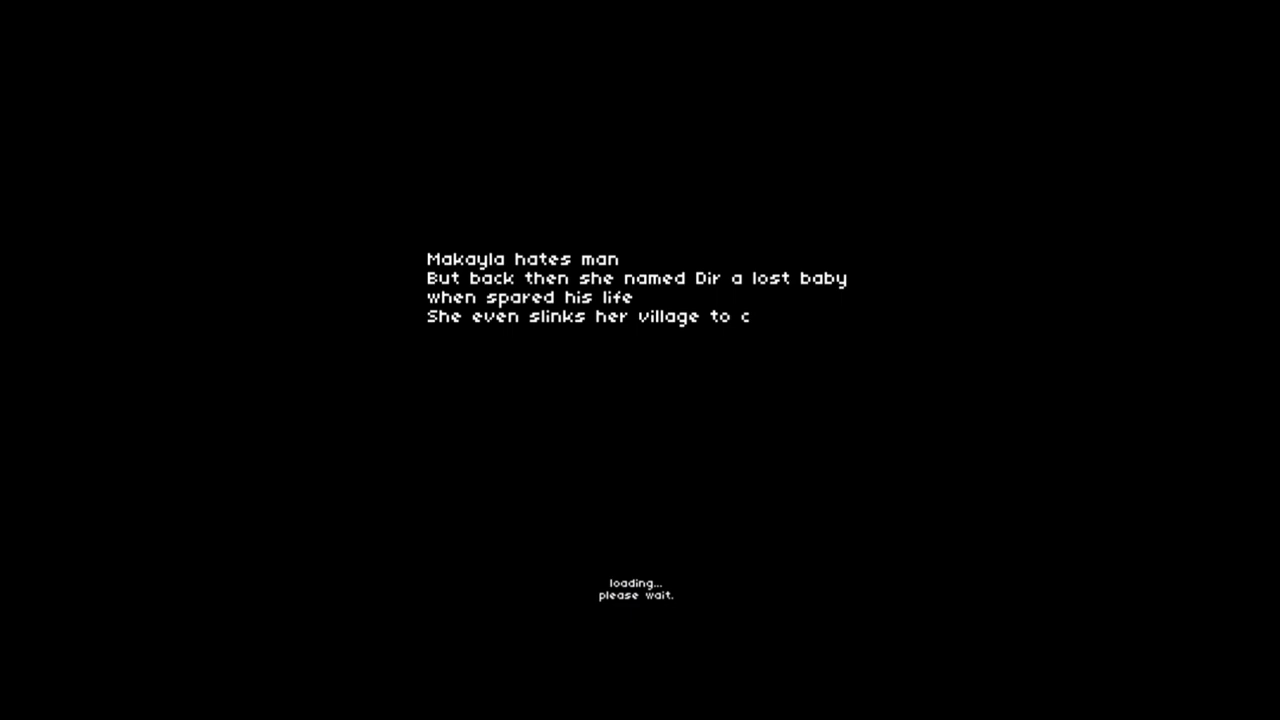 Makayla hates man
But back then she named Dir a lost baby
when spared his life
She even slinks her village to c
loading...
please wait.